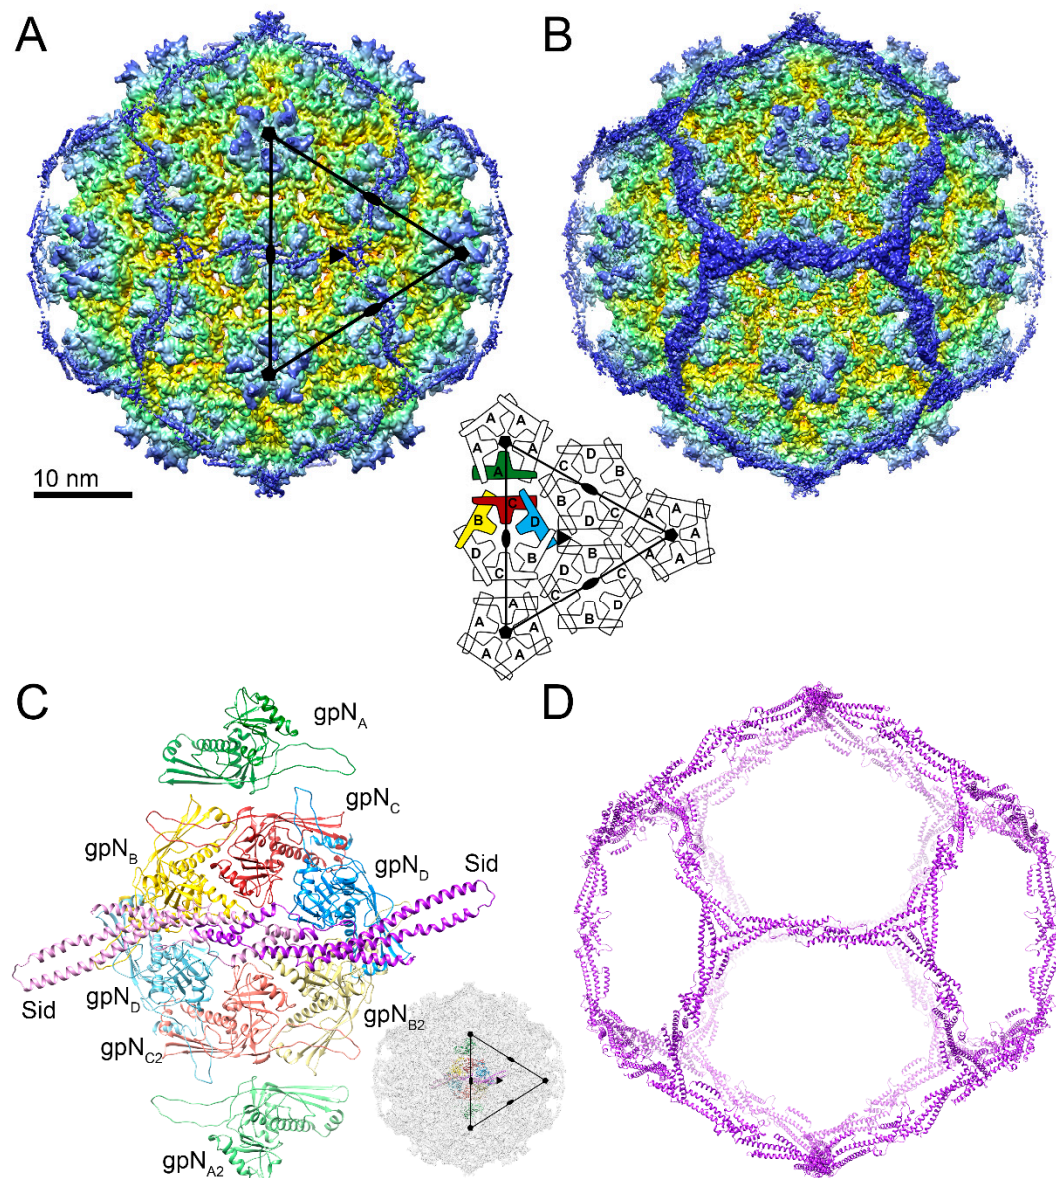 A
B
10 nm
A A
A A D
A C B
C C
B D B D A
A A
D B B A A
C D C
C D
A B
A A
A A
C
gpN_A
gpN_C
gpN_B
gpN_D
Sid
Sid
gpN_D
gpN_B2
gpN_C2
gpN_A2
D